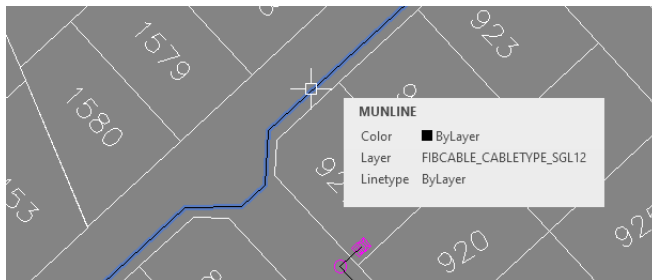 923
1579
1580
MUNLINE
Color ByLayer
Layer FIBCABLE_CABLETYPE_SGL12
Linetype ByLayer
920